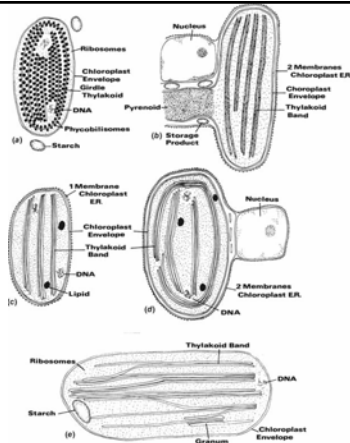 Ribosomes
Chloroplast
Envelope
Girdle
Thylakoid
DNA
Phycobilisomes
Starch
(a)
Nucleus
2 Membranes
Chloroplast E.R.
Choroplast
Envelope
Thylakoid
Band
Pyrenoid
Storage
Product
(b)
1 Membrane
Chloroplast
E.R.
Chloroplast
Envelope
Thylakoid
Band
DNA
Lipid
(c)
Nucleus
2 Membranes
Chloroplast E.R.
DNA
(d)
Thylakoid Band
Ribosomes
DNA
Starch
(e)
Granum
Chloroplast
Envelope